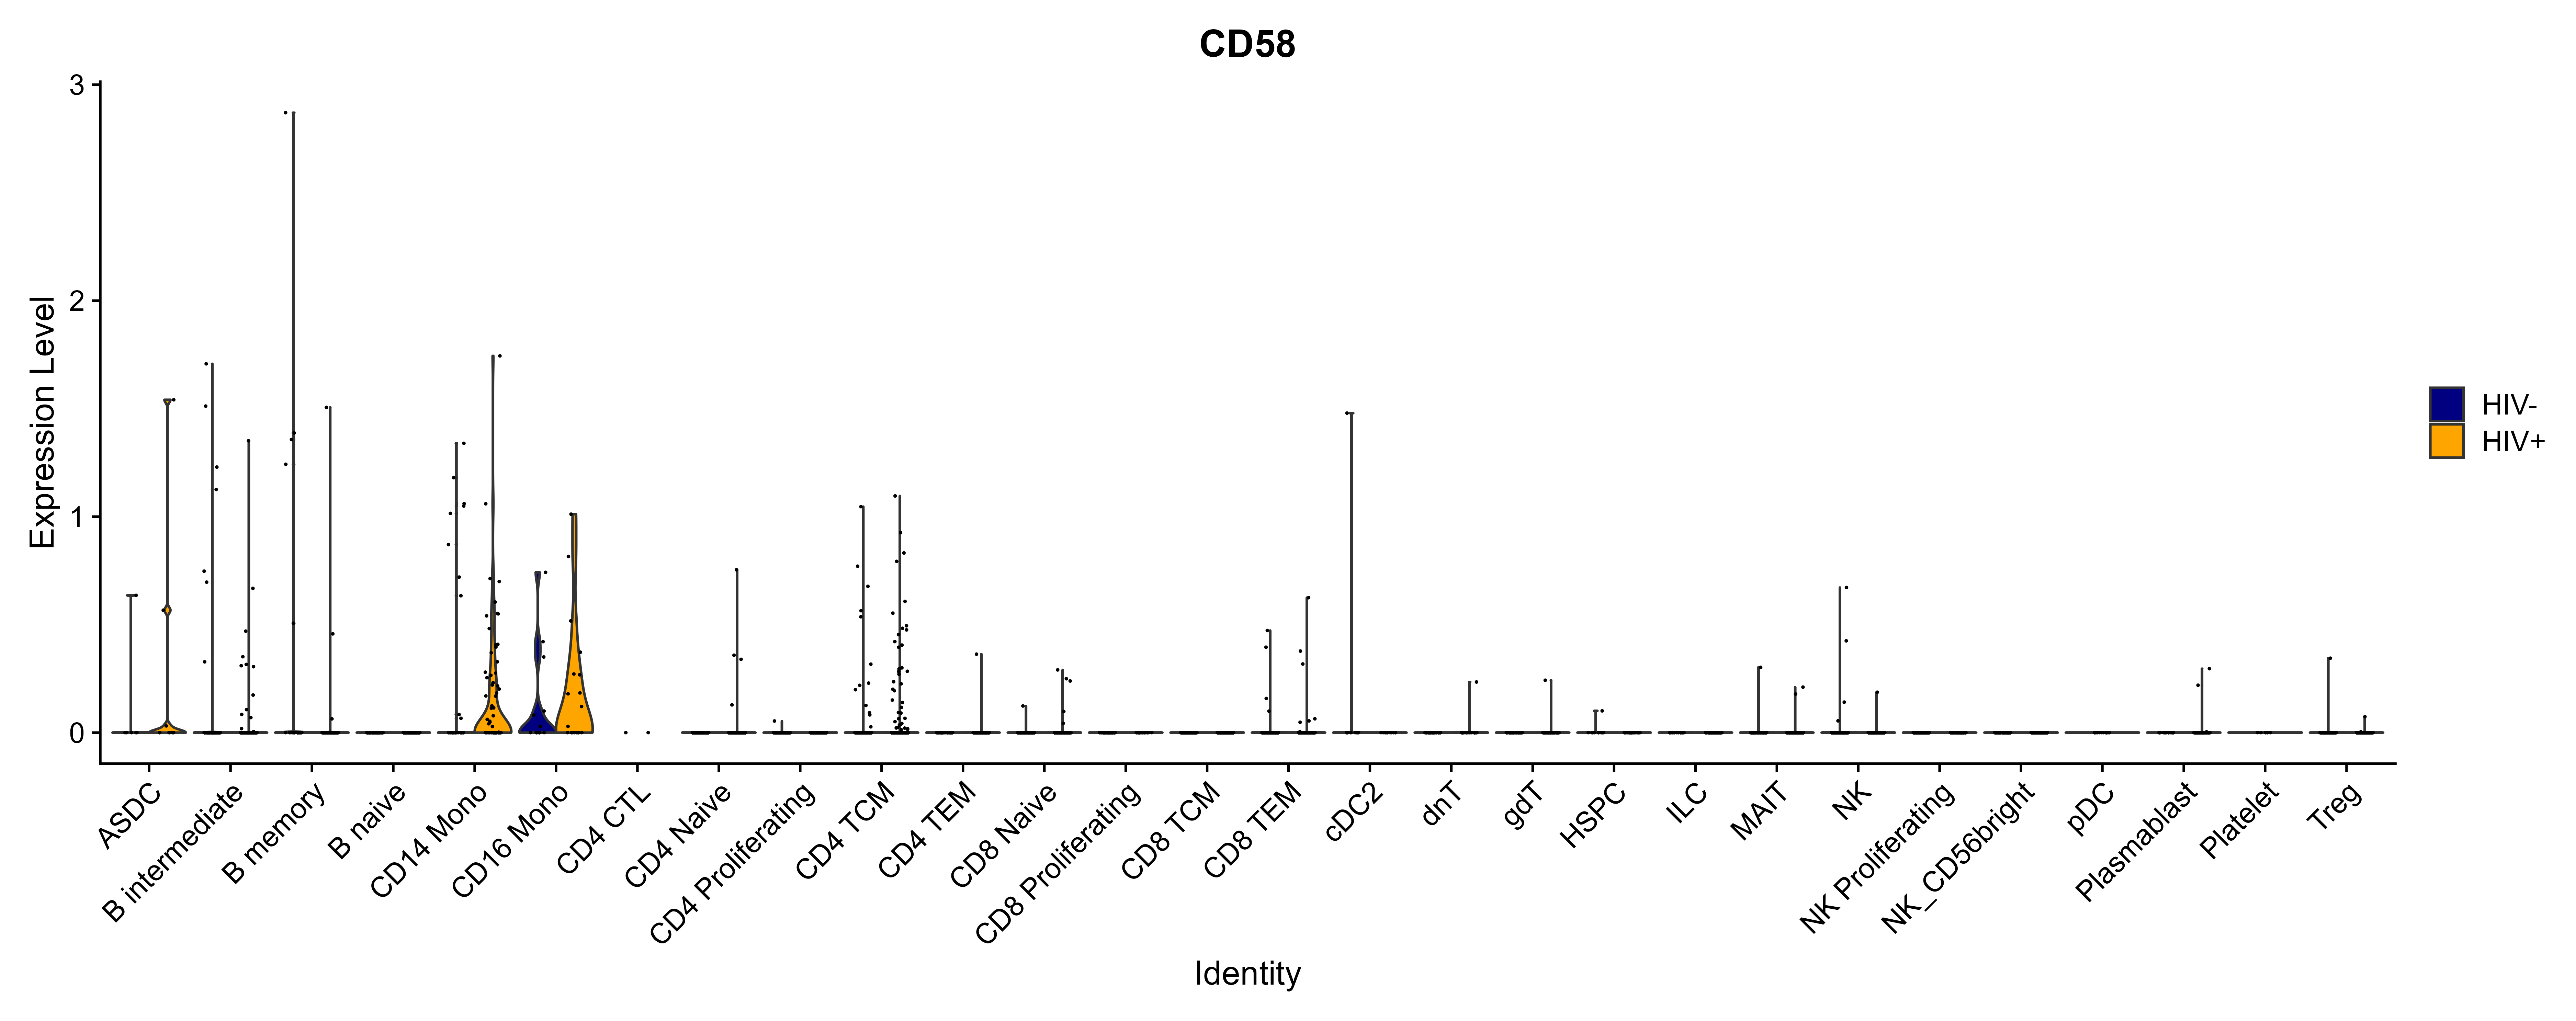 CD58
Expression Level
3
2
1
0
ASDC
B intermediate
B memory
B naive
CD14 Mono
CD16 Mono
CD4 CTL
CD4 Naive
CD4 Proliferating
CD4 TCM
CD4 TEM
CD8 Naive
CD8 Proliferating
CD8 TCM
CD8 TEM
cDC2
dnT
gdT
HSPC
ILC
MAIT
NK
NK Proliferating
NK_CD56bright
pDC
Plasmablast
Platelet
Treg
Identity
HIV-
HIV+